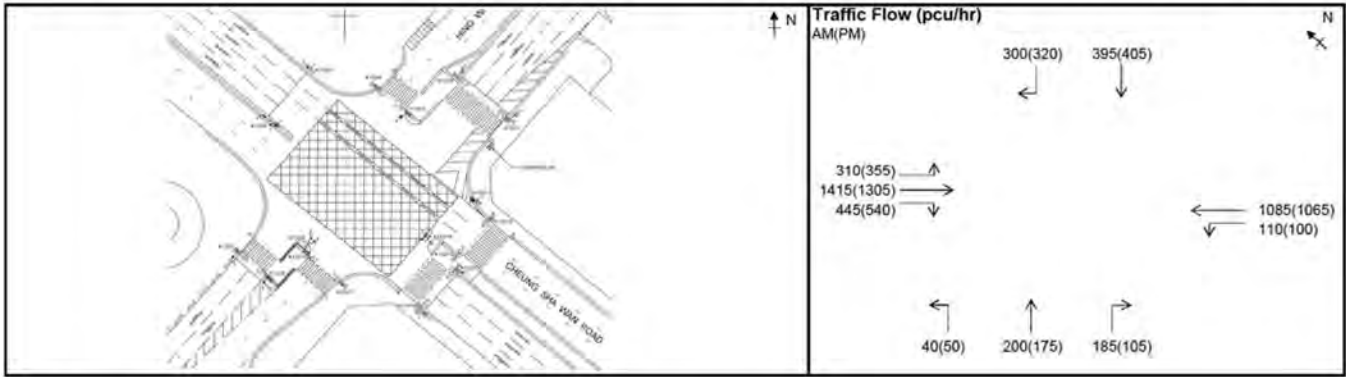 N
HING W
CHEUNG SHA WAN ROAD
Traffic Flow (pcu/hr)
N
AM(PM)
300(320) 395(405)
310(355)
1415(1305)
445(540)
1085(1065)
110(100)
40(50) 200(175) 185(105)